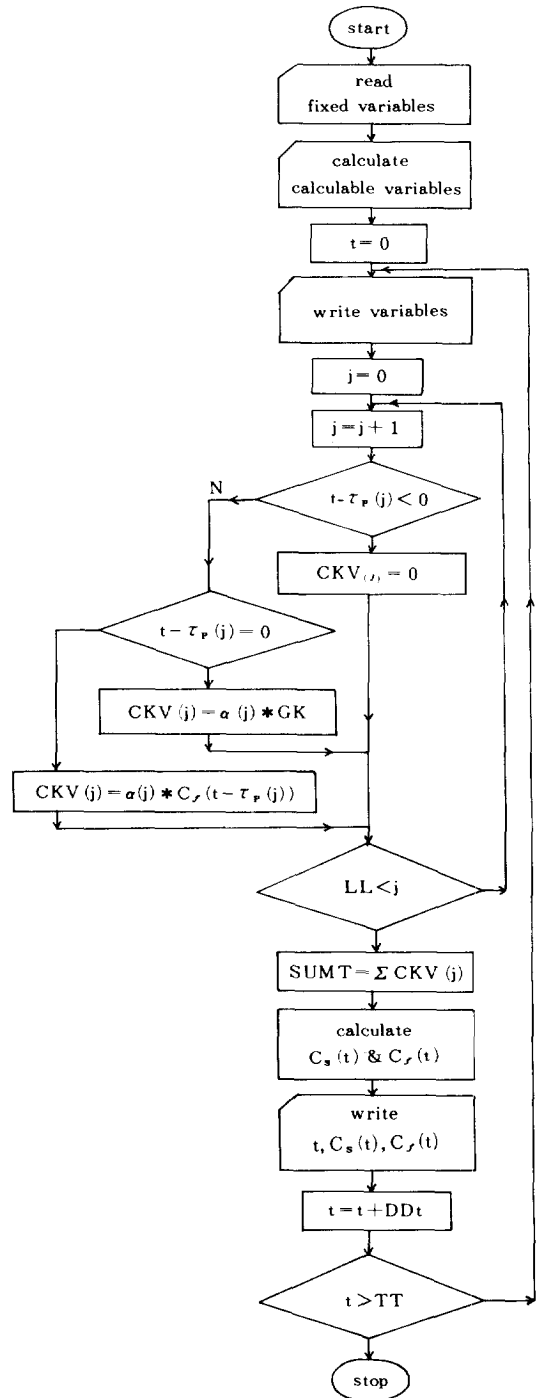 start
read
fixed variables
calculate
calculable variables
t = 0
write variables
j = 0
j = j + 1
N
t - τP (j) < 0
CKV(J) = 0
t - τP (j) = 0
CKV (j) = α (j) * GK
CKV (j) = α(j) * Cf (t - τP (j))
LL < j
SUMT = Σ CKV (j)
calculate
Cs (t) & Cf (t)
write
t, Cs (t), Cf (t)
t = t + DDt
t > TT
stop